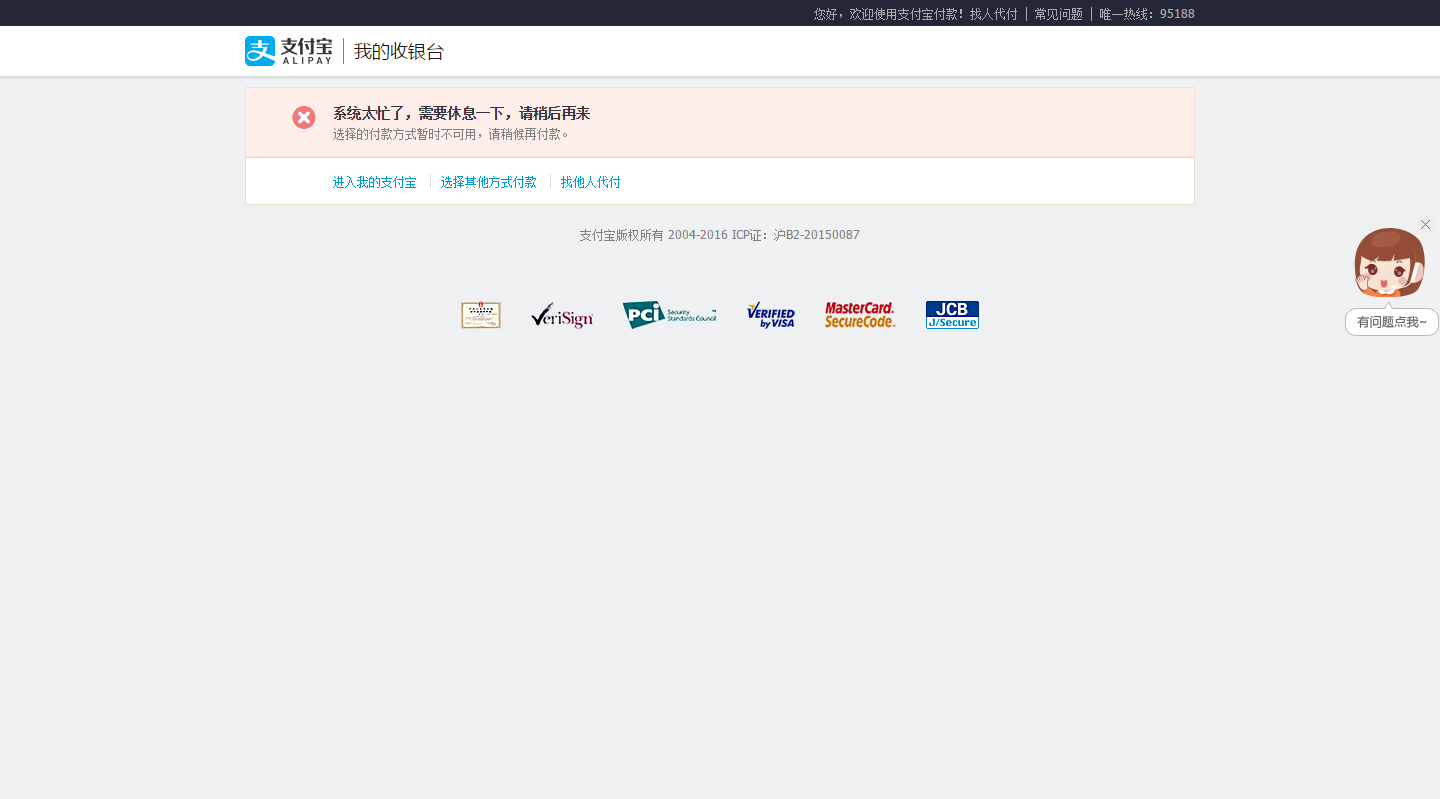 您好，欢迎使用支付宝付款！找人代付 | 常见问题 | 唯一热线：95188
支 支付宝 ALIPAY | 我的收银台
系统太忙了，需要休息一下，请稍后再来
选择的付款方式暂时不可用，请稍候再付款。
进入我的支付宝 | 选择其他方式付款 | 找他人代付
支付宝版权所有 2004-2016 ICP证：沪B2-20150087
VeriSign
PCI Security Standards Council
VERIFIED by VISA
MasterCard. SecureCode.
JCB J/Secure
有问题点我~